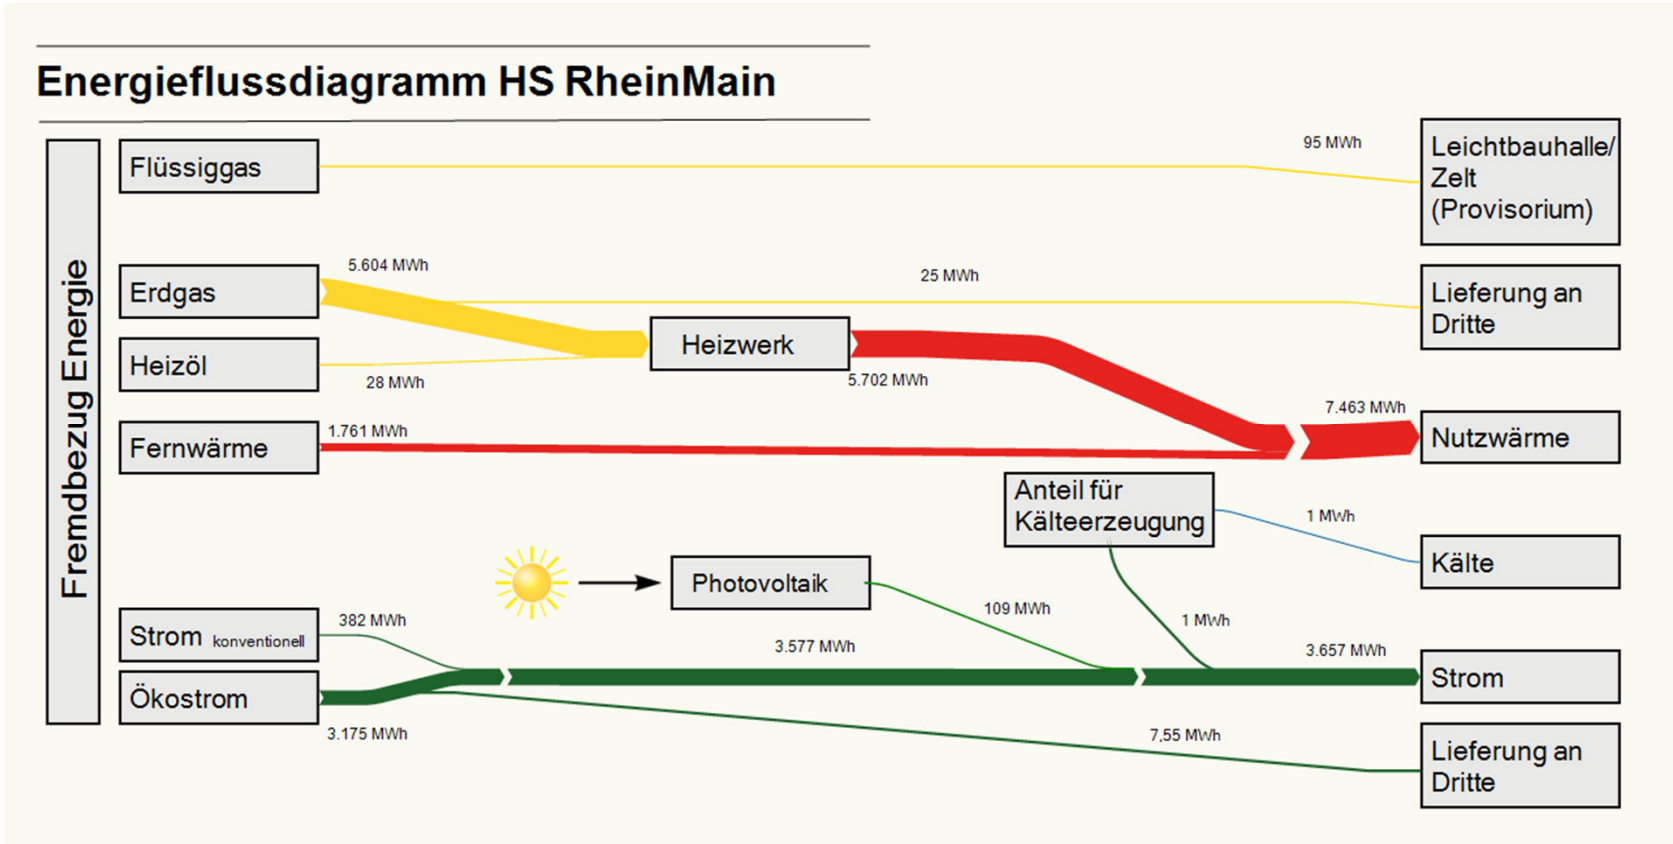 Energieflussdiagramm HS RheinMain
Fremdbezug Energie
Flüssiggas
95 MWh
Leichtbauhalle/
Zelt
(Provisorium)
Erdgas
5.604 MWh
25 MWh
Lieferung an
Dritte
Heizöl
28 MWh
Heizwerk
5.702 MWh
Fernwärme
1.761 MWh
7.463 MWh
Nutzwärme
Anteil für
Kälteerzeugung
1 MWh
Kälte
Photovoltaik
109 MWh
1 MWh
Strom konventionell
382 MWh
3.577 MWh
3.657 MWh
Strom
Ökostrom
3.175 MWh
7,55 MWh
Lieferung an
Dritte